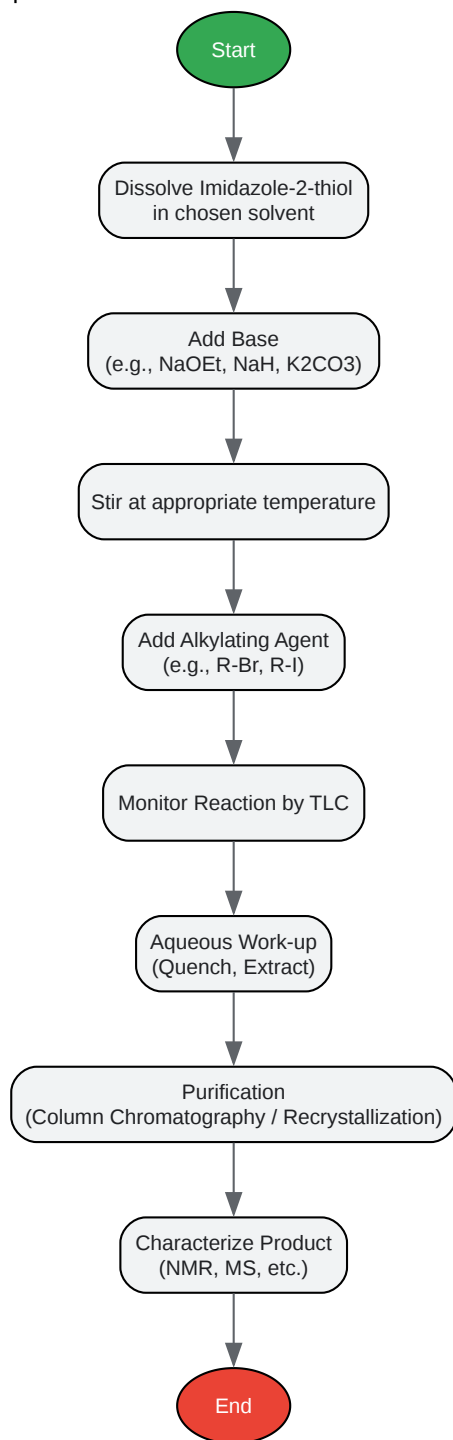 Start
Dissolve Imidazole-2-thiol
in chosen solvent
Add Base
(e.g., NaOEt, NaH, K2CO3)
Stir at appropriate temperature
Add Alkylating Agent
(e.g., R-Br, R-I)
Monitor Reaction by TLC
Aqueous Work-up
(Quench, Extract)
Purification
(Column Chromatography / Recrystallization)
Characterize Product
(NMR, MS, etc.)
End